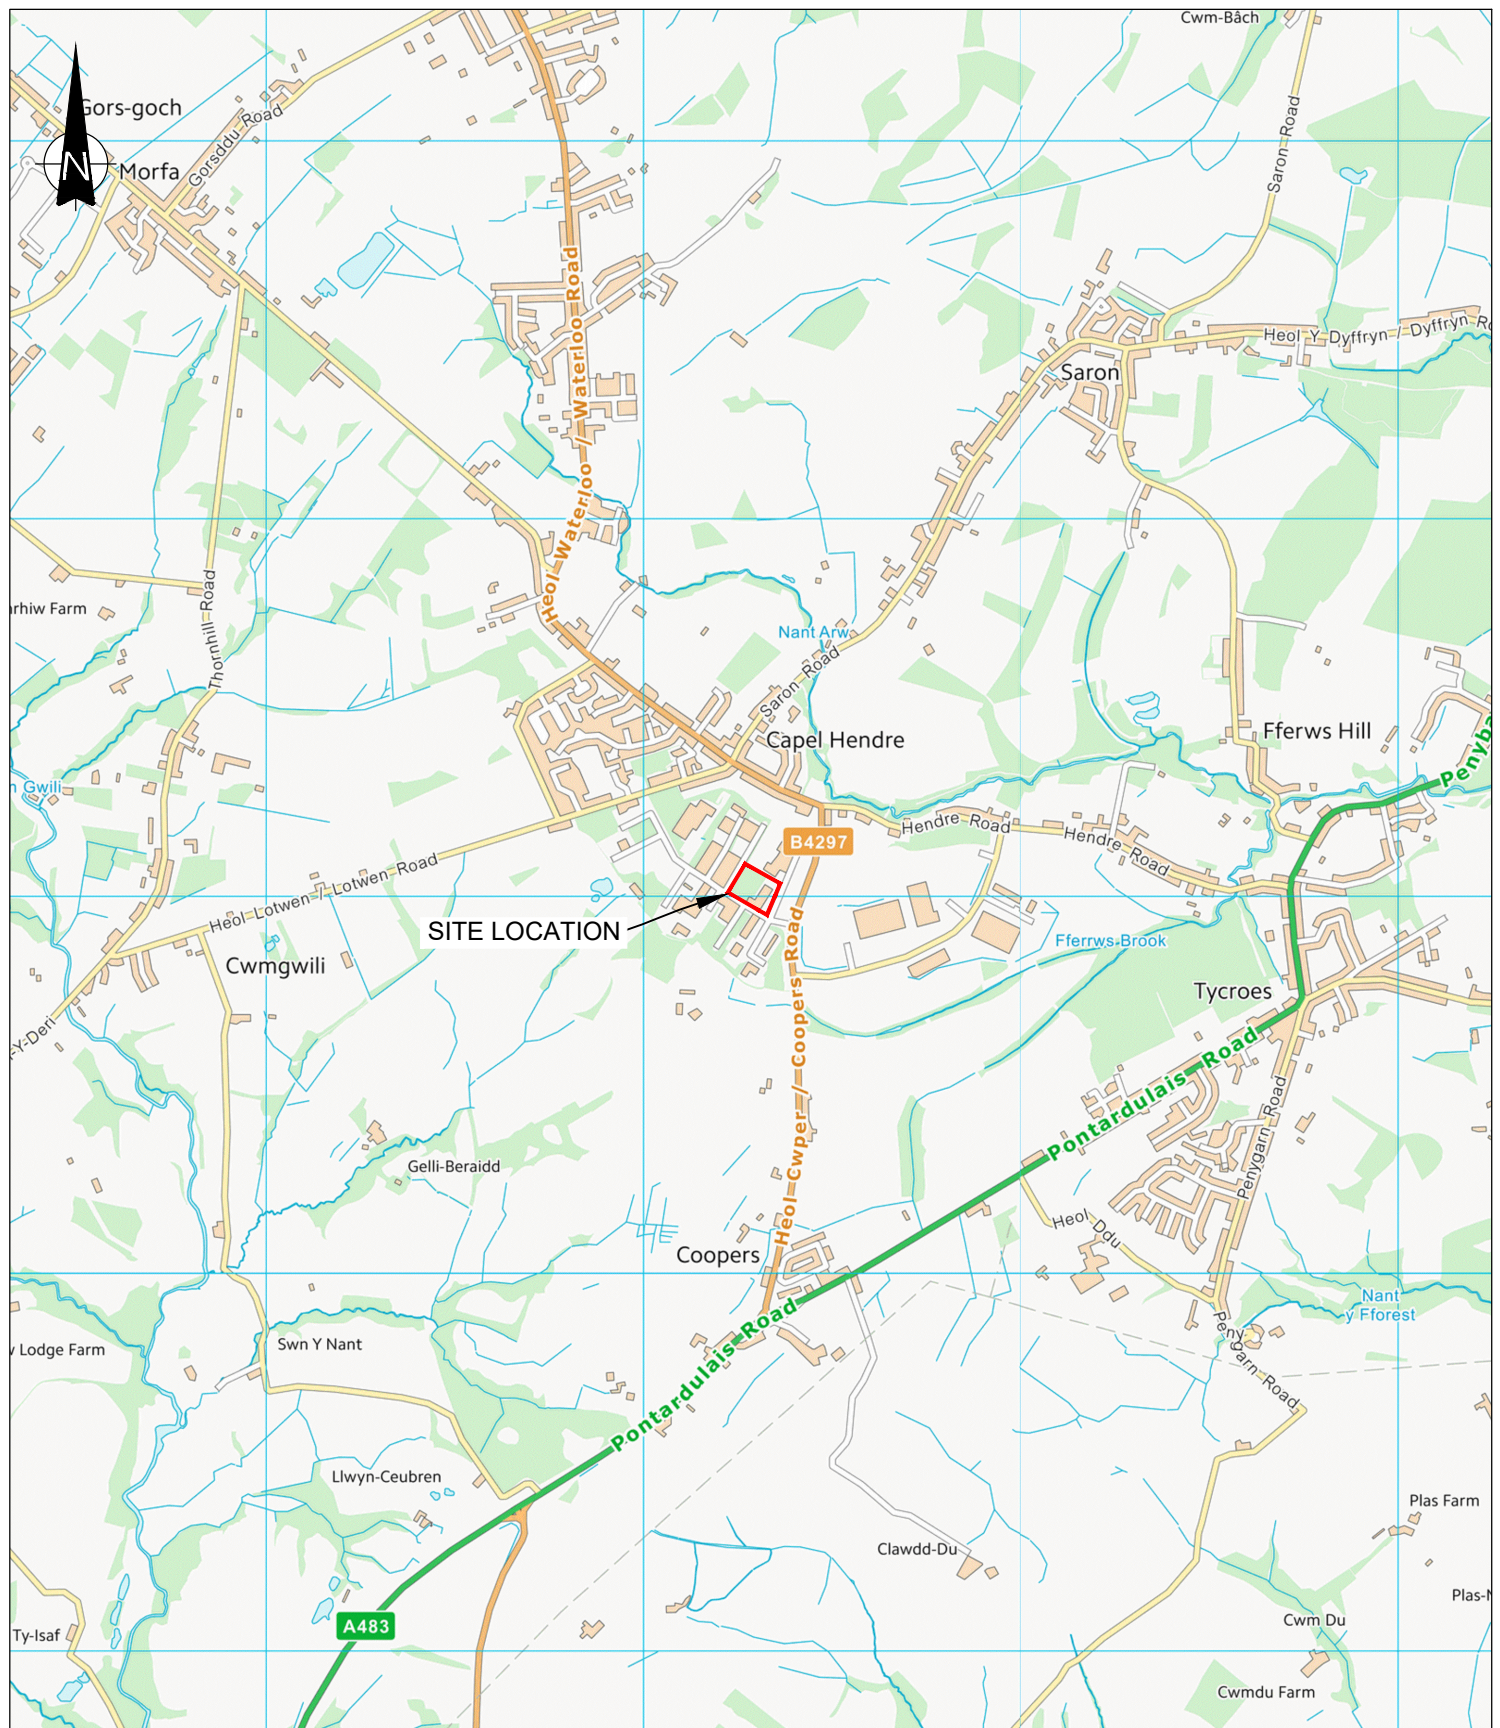 Cwm-Bâch
Gors-goch
Gorsddu Road
N
Morfa
Saron Road
Heol Waterloo / Waterloo Road
Heol Y Dyffryn / Dyffryn
Saron
Thornhill Road
Farm
Nant Arw
Saron Road
Capel Hendre
Fferws Hill
Gwili
B4297
Hendre Road
Hendre Road
Heol Lotwen / Lotwen Road
SITE LOCATION
Cwmgwili
Fferrws Brook
Tycroes
-Y-Deri
Heol Cwper / Coopers Road
Pontardulais Road
Penygarn Road
Gelli-Beraidd
Heol Ddu
Coopers
Nant
y Fforest
Pontardulais Road
Penygarn Road
Swn Y Nant
Lodge Farm
Llwyn-Ceubren
Plas Farm
Clawdd-Du
A483
Cwm Du
Ty-Isaf
Cwmdu Farm